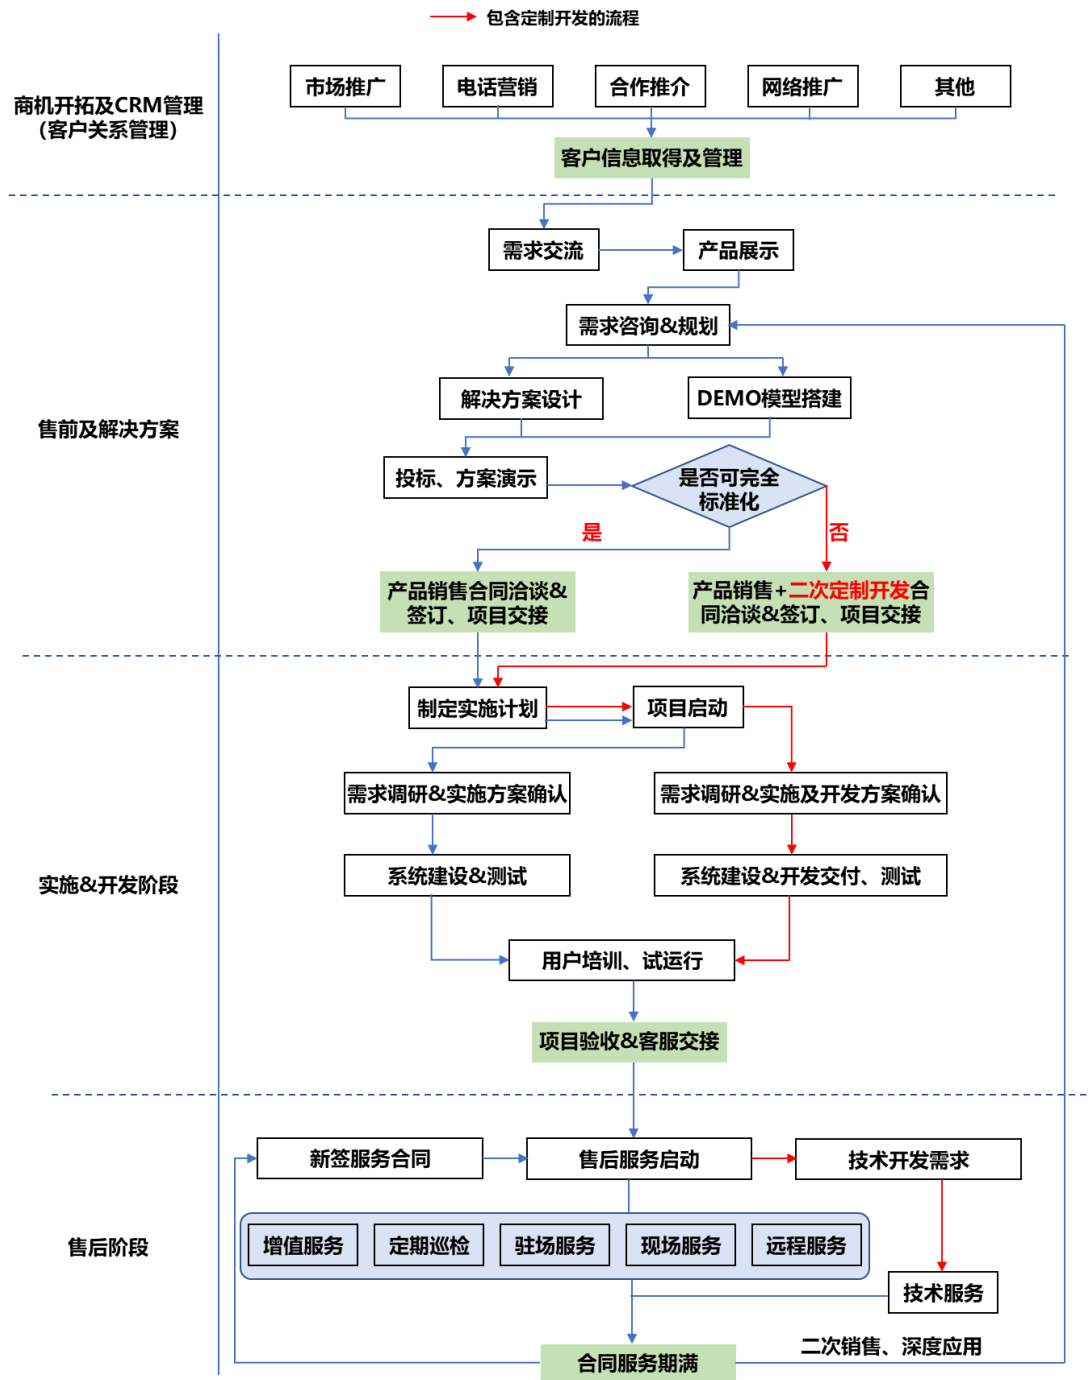 包含定制开发的流程
商机开拓及CRM管理
（客户关系管理）
市场推广
电话营销
合作推介
网络推广
其他
客户信息取得及管理
售前及解决方案
需求交流
产品展示
需求咨询&规划
解决方案设计
DEMO模型搭建
投标、方案演示
是否可完全
标准化
是
否
产品销售合同洽谈&
签订、项目交接
产品销售+二次定制开发合
同洽谈&签订、项目交接
实施&开发阶段
制定实施计划
项目启动
需求调研&实施方案确认
需求调研&实施及开发方案确认
系统建设&测试
系统建设&开发交付、测试
用户培训、试运行
项目验收&客服交接
售后阶段
新签服务合同
售后服务启动
技术开发需求
增值服务
定期巡检
驻场服务
现场服务
远程服务
技术服务
合同服务期满
二次销售、深度应用